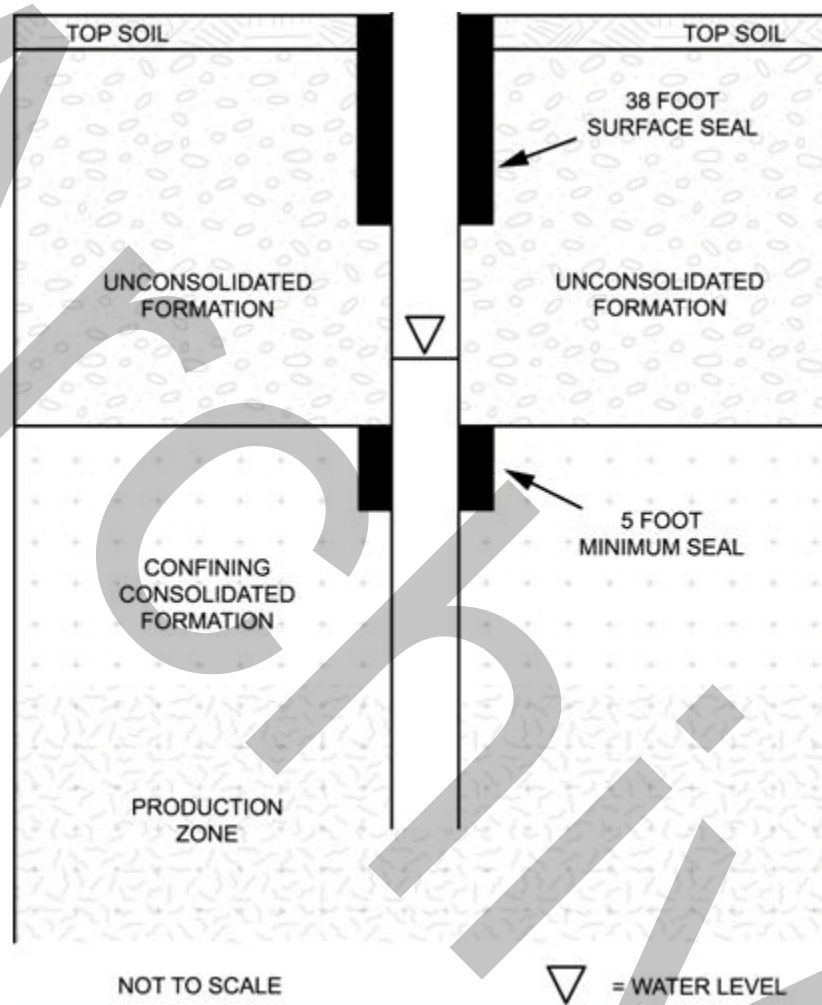 TOP SOIL
TOP SOIL
38 FOOT
SURFACE SEAL
UNCONSOLIDATED
FORMATION
UNCONSOLIDATED
FORMATION
5 FOOT
MINIMUM SEAL
CONFINING
CONSOLIDATED
FORMATION
PRODUCTION
ZONE
NOT TO SCALE
= WATER LEVEL